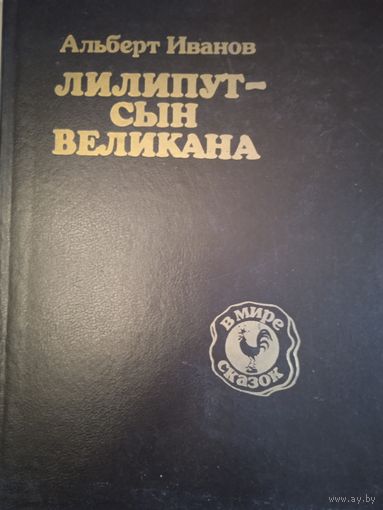 Альберт Иванов
ЛИЛИПУТ-
СЫН
ВЕЛИКАНА
в мире
сказок
www.ay.by